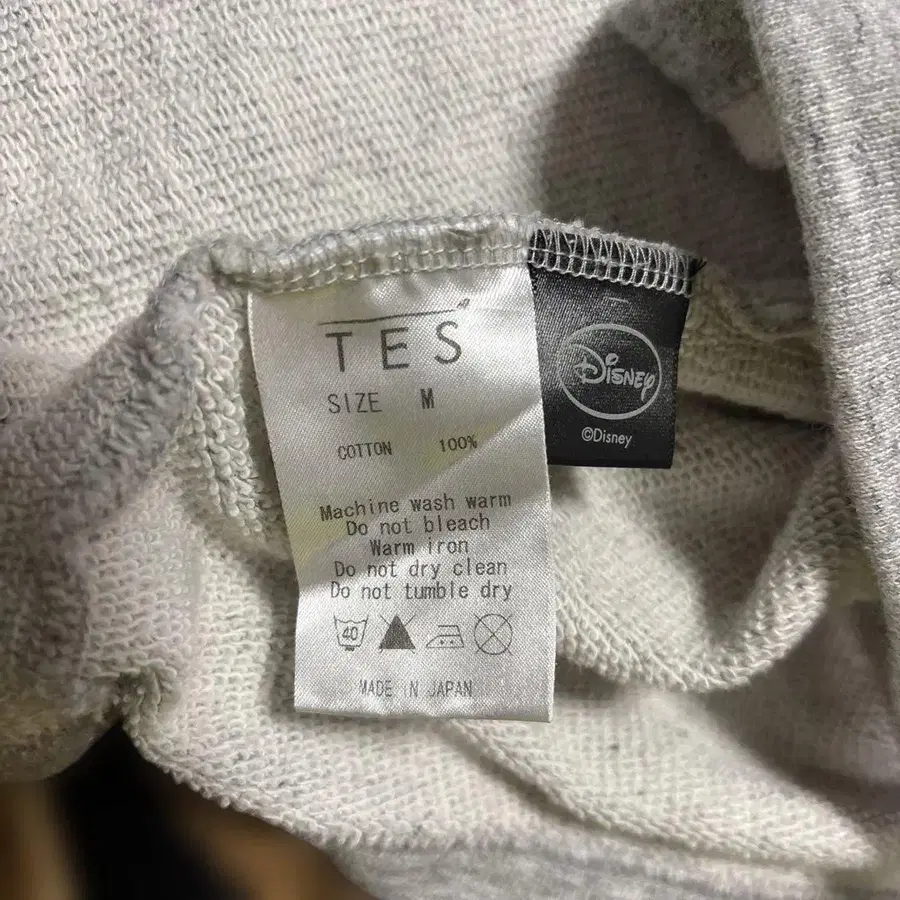 TES
SIZE M
COTTON 100%
Machine wash warm
Do not bleach
Warm iron
Do not dry clean
Do not tumble dry
40
MADE IN JAPAN
DISNEY
©Disney